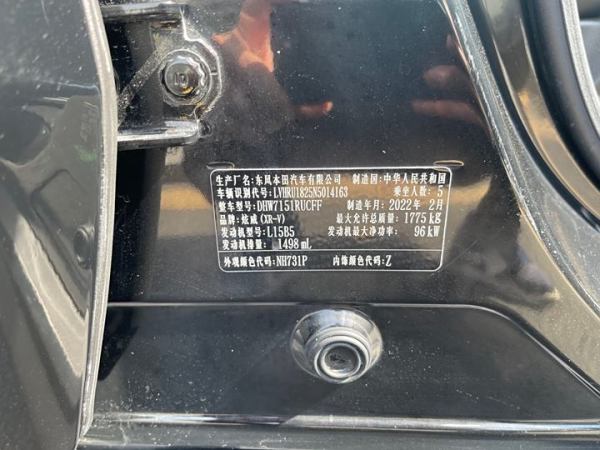 生产厂名:东风本田汽车有限公司 制造国:中华人民共和国
车辆识别代号:LVHRU1825N5014163 乘坐人数: 5
整车型号:DHW7151RUCFF 制造年月:2022年 2月
品牌:炫威 (XR-V) 最大允许总质量:1775 kg
发动机型号:L15B5 发动机最大净功率: 96 kW
发动机排量: 1498 mL
外观颜色代码:NH731P 内饰颜色代码:Z
10